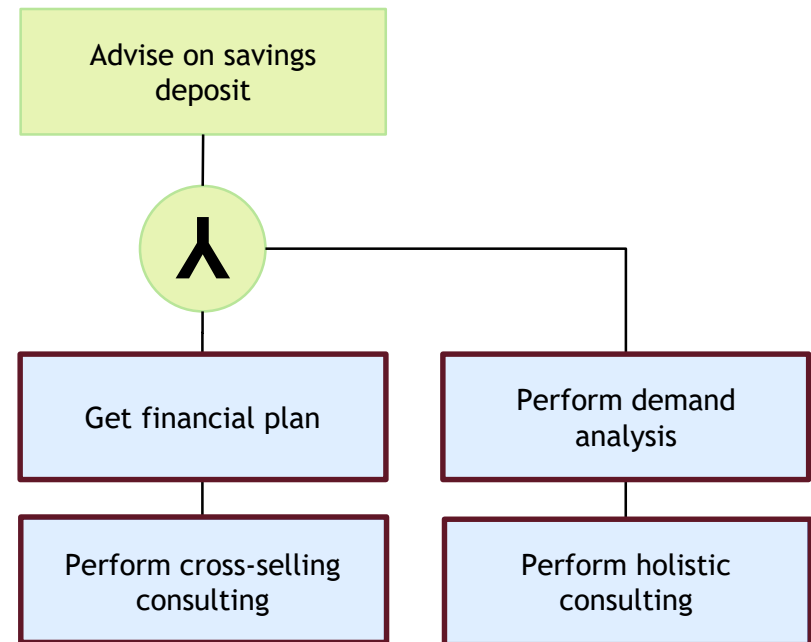 Advise on savings
deposit
Get financial plan
Perform demand
analysis
Perform cross-selling
consulting
Perform holistic
consulting